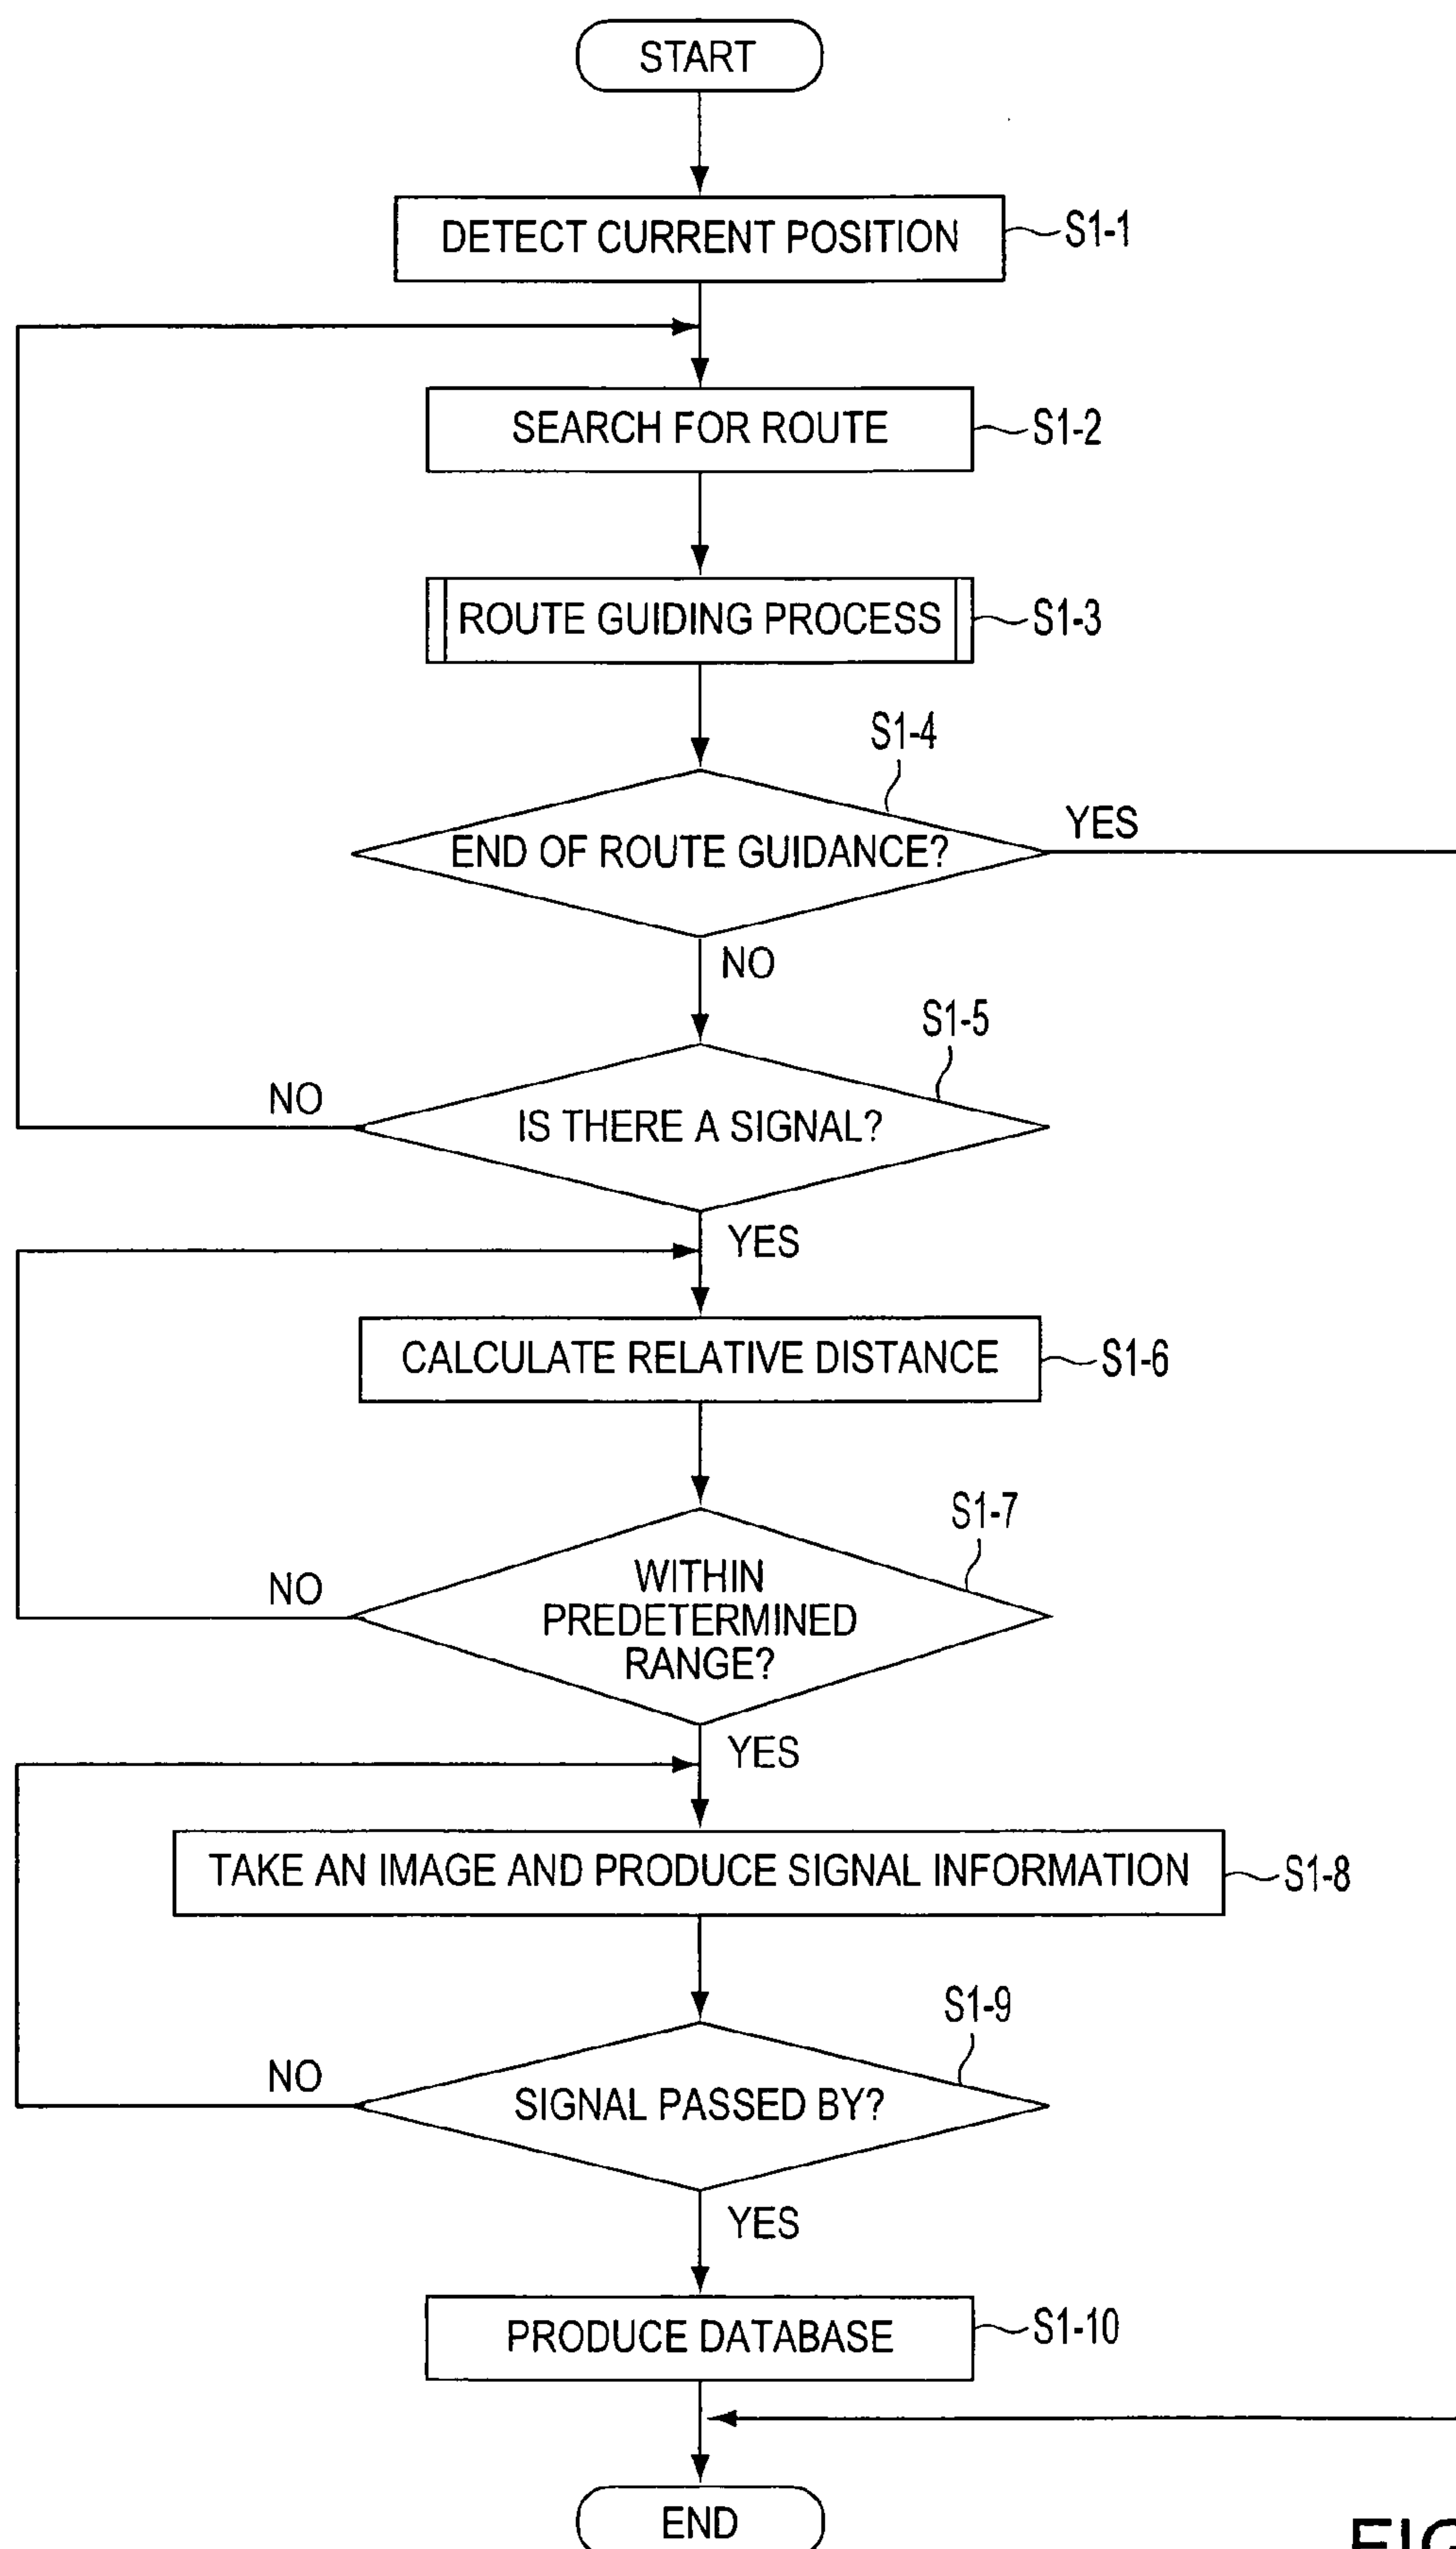 START
DETECT CURRENT POSITION
S1-1
SEARCH FOR ROUTE
S1-2
ROUTE GUIDING PROCESS
S1-3
S1-4
END OF ROUTE GUIDANCE?
YES
NO
S1-5
IS THERE A SIGNAL?
NO
YES
CALCULATE RELATIVE DISTANCE
S1-6
S1-7
WITHIN
PREDETERMINED
RANGE?
NO
YES
TAKE AN IMAGE AND PRODUCE SIGNAL INFORMATION
S1-8
S1-9
SIGNAL PASSED BY?
NO
YES
PRODUCE DATABASE
S1-10
END